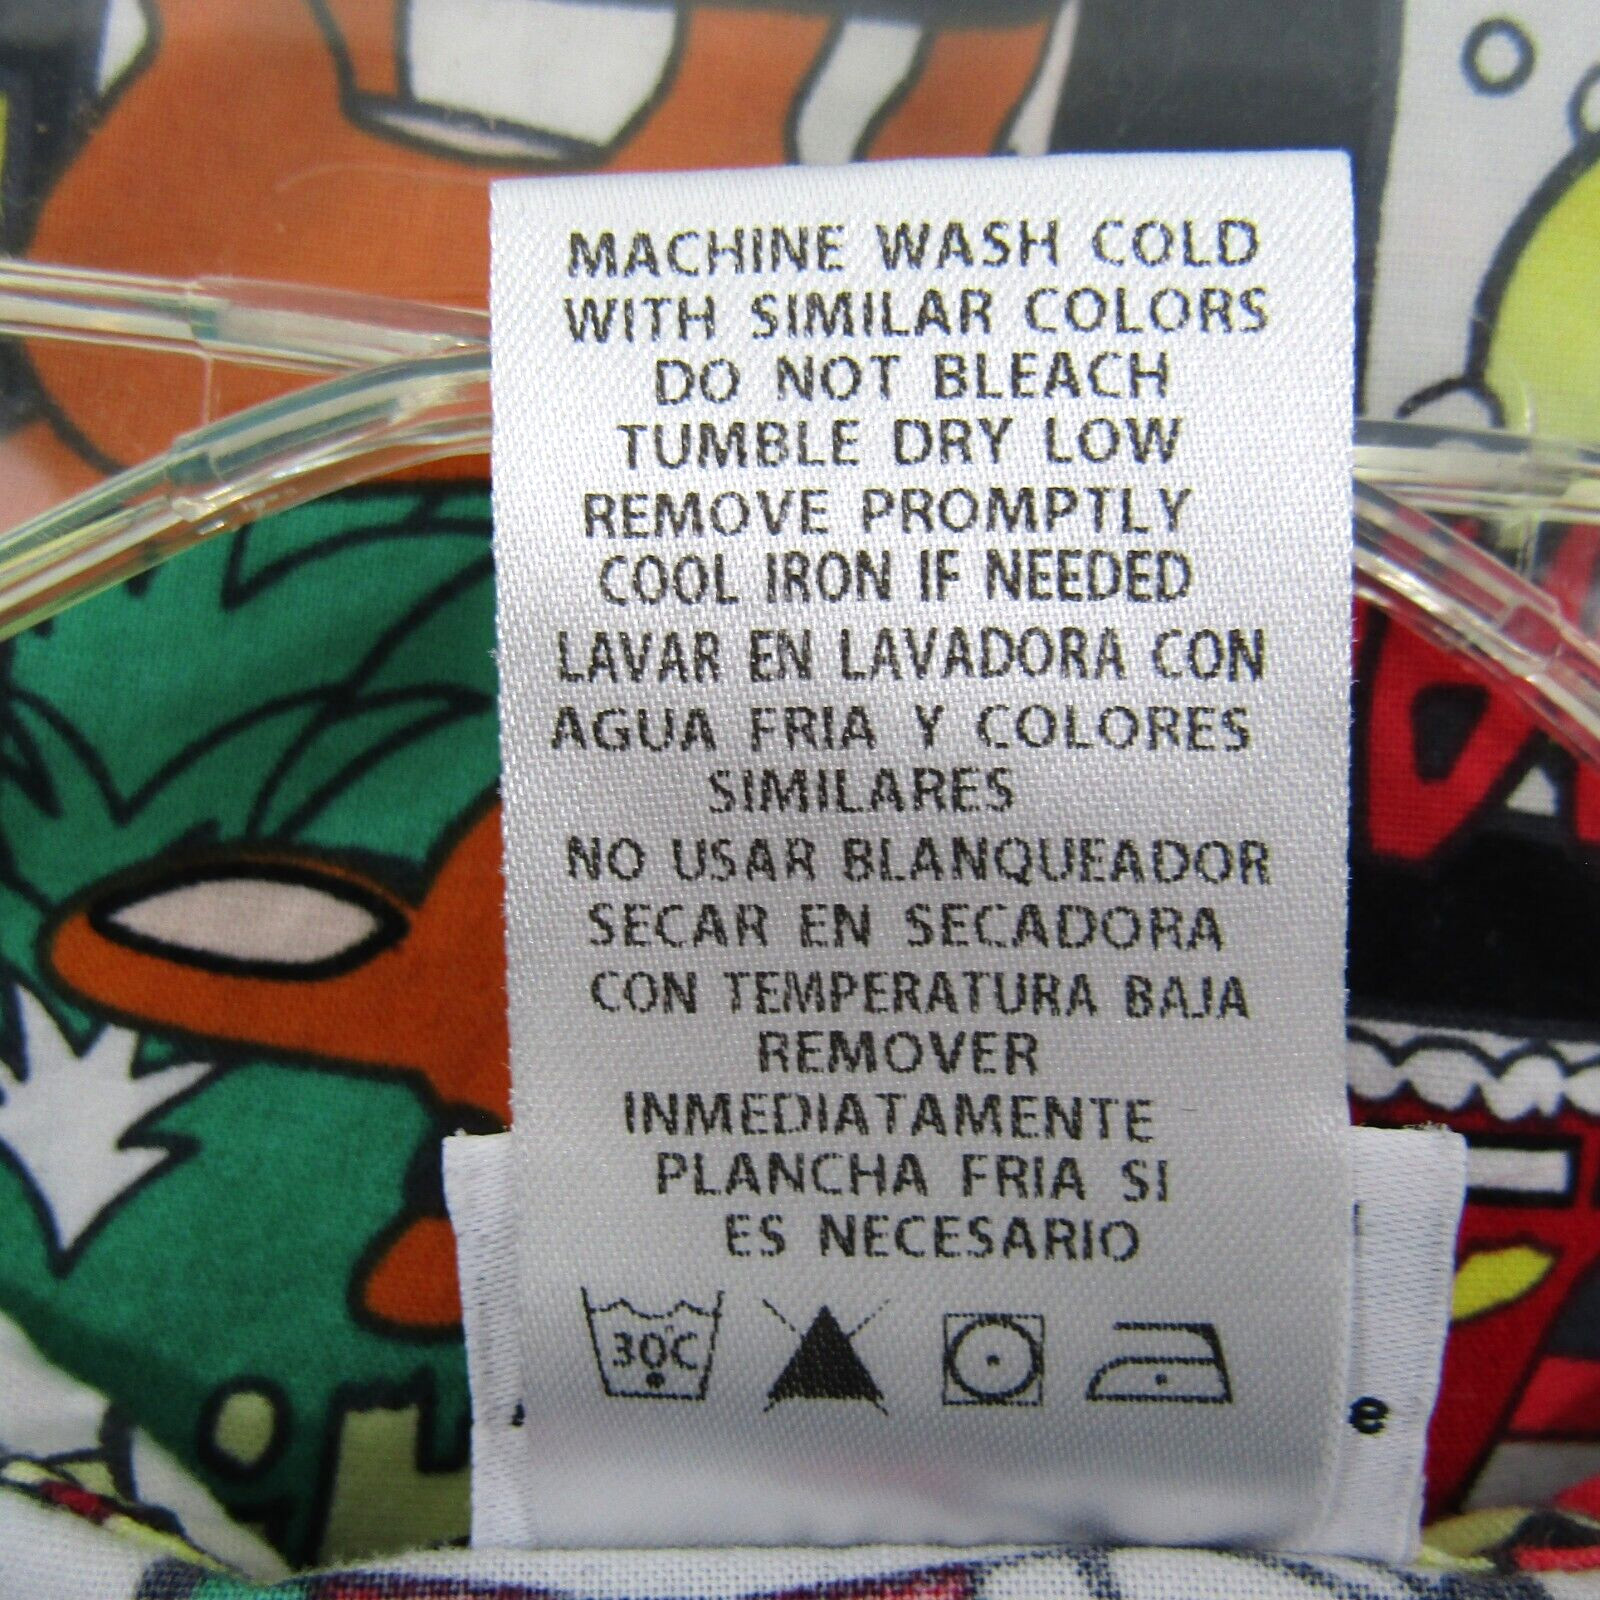 MACHINE WASH COLD
WITH SIMILAR COLORS
DO NOT BLEACH
TUMBLE DRY LOW
REMOVE PROMPTLY
COOL IRON IF NEEDED
LAVAR EN LAVADORA CON
AGUA FRIA Y COLORES
SIMILARES
NO USAR BLANQUEADOR
SECAR EN SECADORA
CON TEMPERATURA BAJA
REMOVER
INMEDIATAMENTE
PLANCHA FRIA SI
ES NECESARIO
30°C